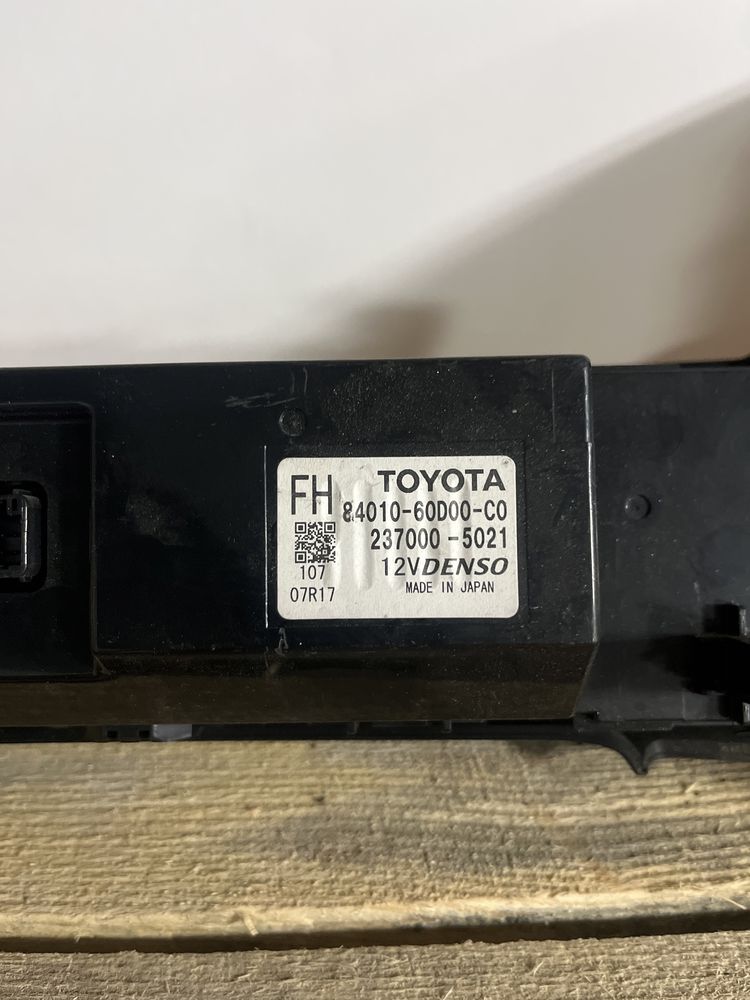 FH TOYOTA
84010-60D00-C0
237000-5021
107 12V DENSO
07R17 MADE IN JAPAN
A